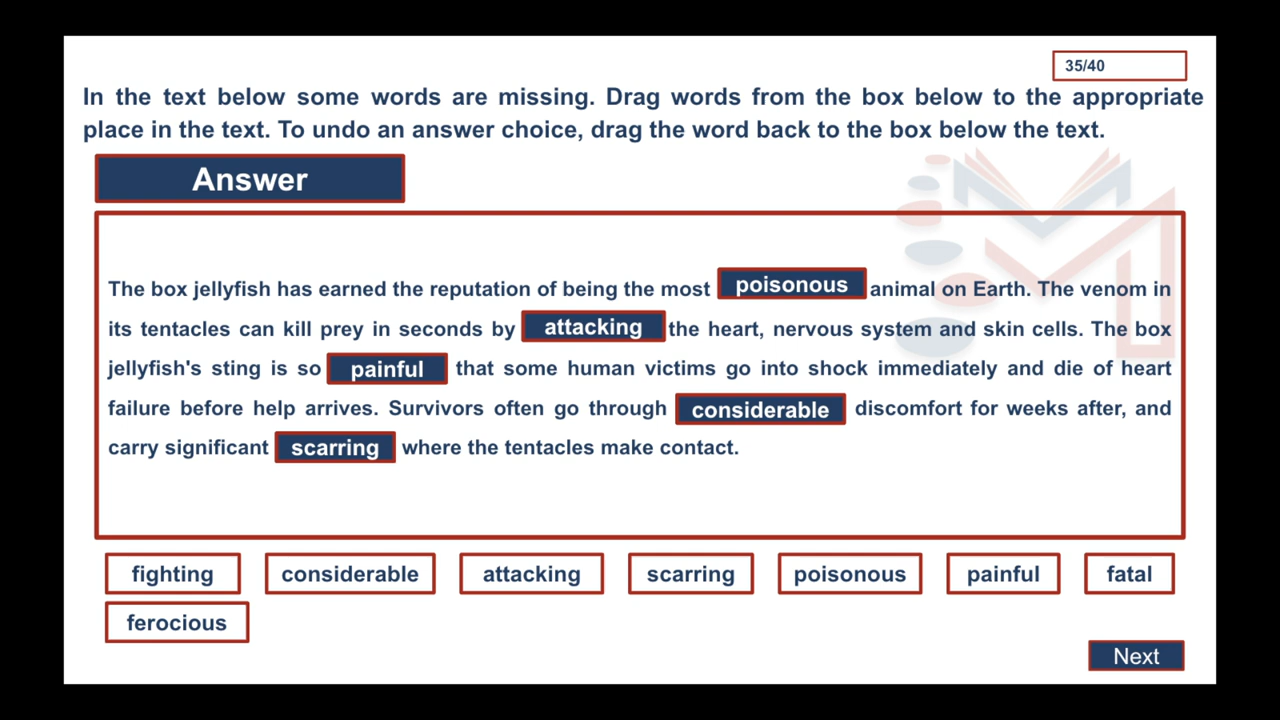 35/40
In the text below some words are missing. Drag words from the box below to the appropriate
place in the text. To undo an answer choice, drag the word back to the box below the text.
Answer
The box jellyfish has earned the reputation of being the most poisonous animal on Earth. The venom in
its tentacles can kill prey in seconds by attacking the heart, nervous system and skin cells. The box
jellyfish's sting is so painful that some human victims go into shock immediately and die of heart
failure before help arrives. Survivors often go through considerable discomfort for weeks after, and
carry significant scarring where the tentacles make contact.
fighting considerable attacking scarring poisonous painful fatal
ferocious
Next